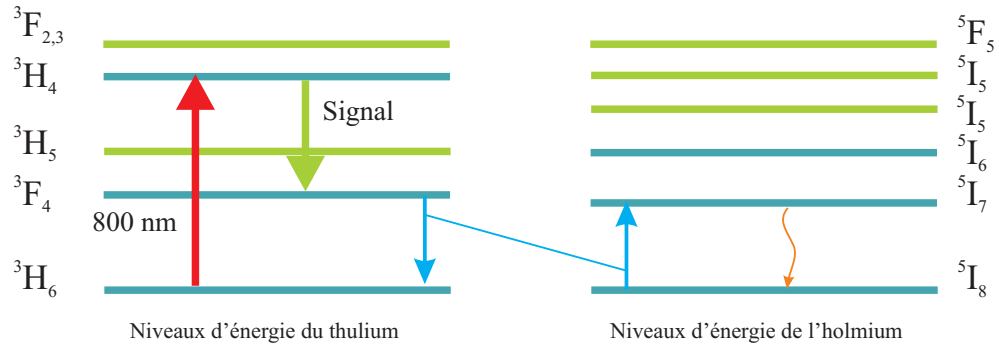 ³F₂,₃
³H₄
Signal
³H₅
³F₄
800 nm
³H₆
Niveaux d’énergie du thulium
⁵F₅
⁵I₅
⁵I₅
⁵I₆
⁵I₇
⁵I₈
Niveaux d’énergie de l’holmium